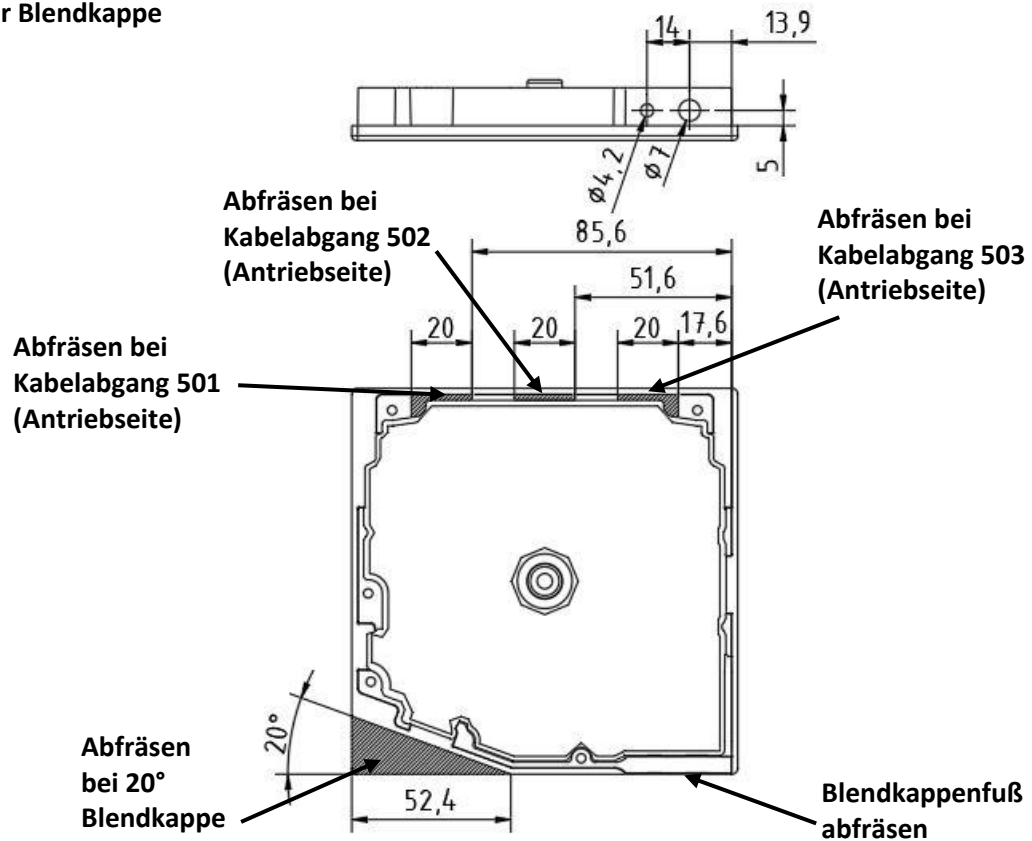 r Blendkappe
14
13,9
ϕ4,2
ϕ7
5
Abfräsen bei
Kabelabgang 502
(Antriebseite)
Abfräsen bei
Kabelabgang 503
(Antriebseite)
85,6
51,6
20
20
20
17,6
Abfräsen bei
Kabelabgang 501
(Antriebseite)
20°
Abfräsen
bei 20°
Blendkappe
52,4
Blendkappenfuß
abfräsen